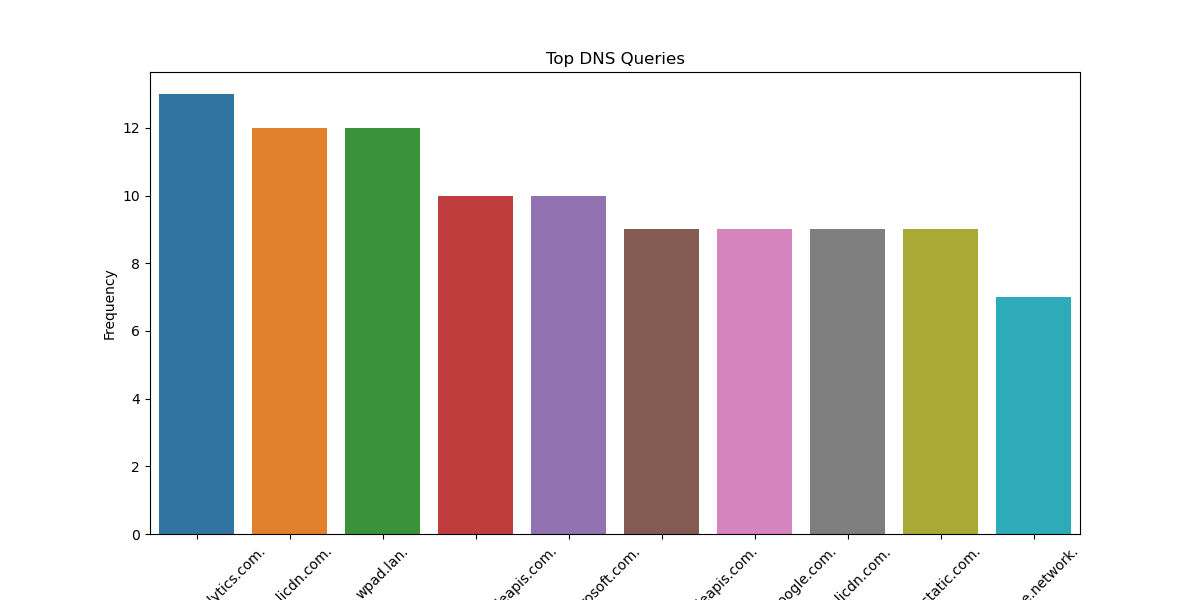 Top DNS Queries
Frequency
12
10
8
6
4
2
0
lytics.com.
licdn.com.
wpad.lan.
eapis.com.
osoft.com.
eapis.com.
oogle.com.
licdn.com.
static.com.
e.network.